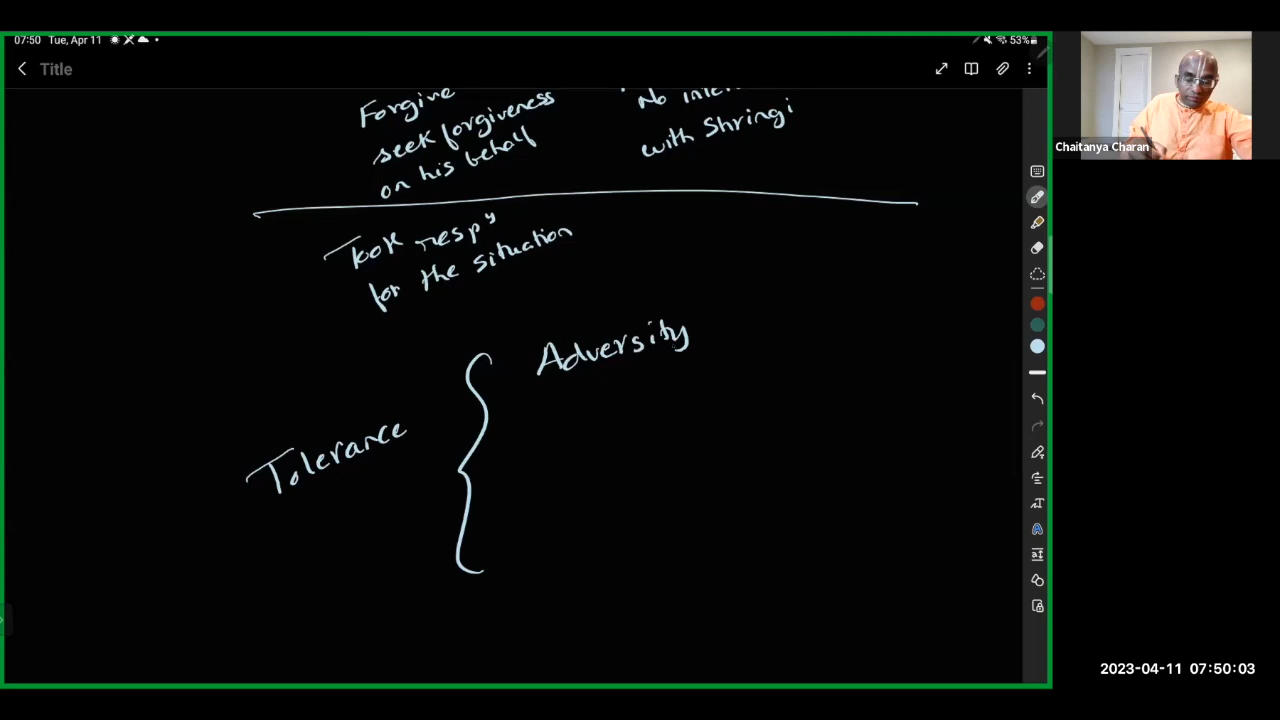 07:50 Tue, Apr 11
53%
Title
Forgive
seek forgiveness
on his behalf
No
with Shringi
Took respy
for the situation
Adversity
Tolerance
Chaitanya Charan
2023-04-11 07:50:03